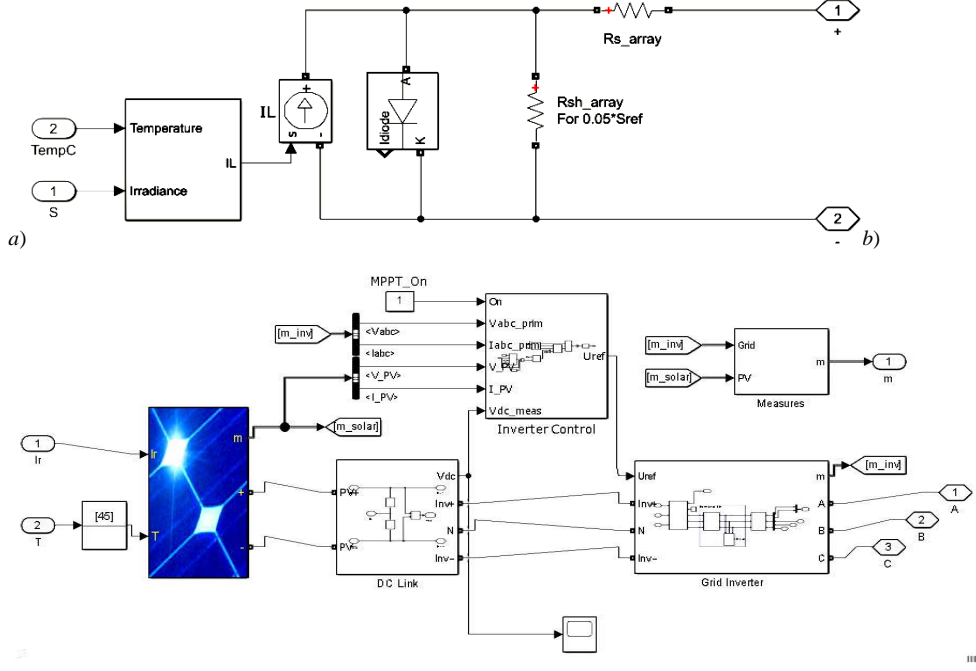 1
+
Rs_array
Rsh_array
For 0.05*Sref
IL
+
s
-
A
Idiode
K
2
TempC
Temperature
IL
1
S
Irradiance
2
-
a)
b)
MPPT_On
1
On
[m_inv]
<Vabc>
Vabc_prim
<Iabc>
Iabc_prim
Uref
<V_PV>
V_PV
<I_PV>
I_PV
Vdc_meas
Inverter Control
[m_inv]
Grid
m
1
m
[m_solar]
PV
Measures
1
Ir
Ir
m
[m_solar]
+
2
T
[45]
T
-
Vdc
PV+
Inv+
N
PV-
Inv-
DC Link
Uref
m
[m_inv]
Inv+
A
1
A
N
B
2
B
Inv-
C
3
C
Grid Inverter